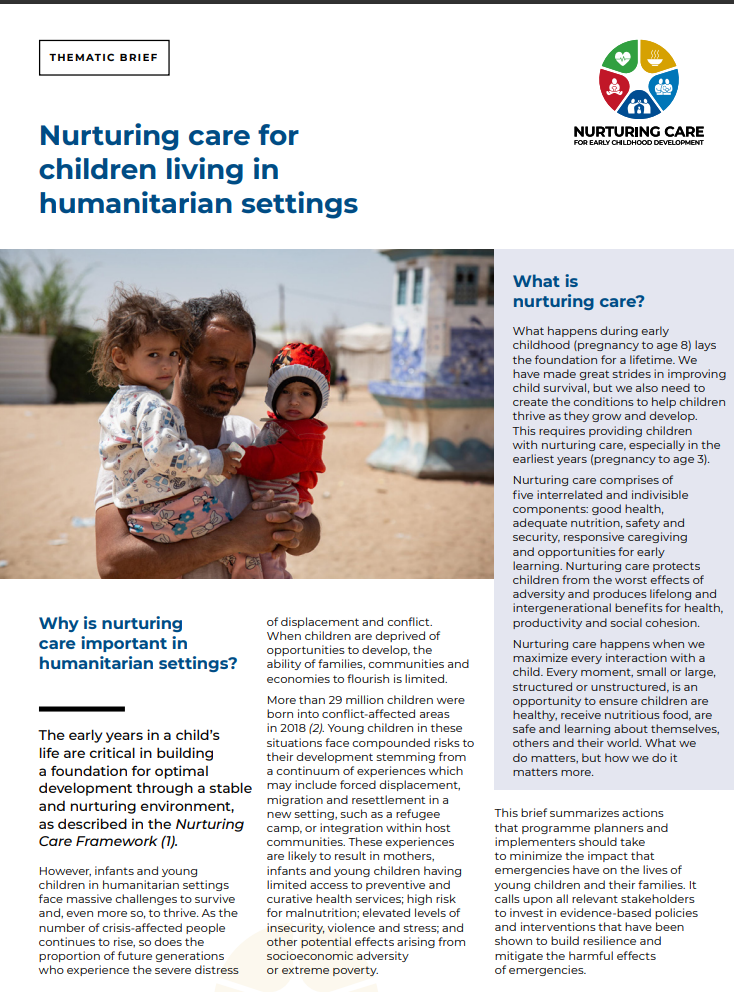 THEMATIC BRIEF
NURTURING CARE
FOR EARLY CHILDHOOD DEVELOPMENT
Nurturing care for
children living in
humanitarian settings
Why is nurturing
care important in
humanitarian settings?
The early years in a child’s
life are critical in building
a foundation for optimal
development through a stable
and nurturing environment,
as described in the Nurturing
Care Framework (1).
However, infants and young
children in humanitarian settings
face massive challenges to survive
and, even more so, to thrive. As the
number of crisis-affected people
continues to rise, so does the
proportion of future generations
who experience the severe distress
of displacement and conflict.
When children are deprived of
opportunities to develop, the
ability of families, communities and
economies to flourish is limited.
More than 29 million children were
born into conflict-affected areas
in 2018 (2). Young children in these
situations face compounded risks to
their development stemming from
a continuum of experiences which
may include forced displacement,
migration and resettlement in a
new setting, such as a refugee
camp, or integration within host
communities. These experiences
are likely to result in mothers,
infants and young children having
limited access to preventive and
curative health services; high risk
for malnutrition; elevated levels of
insecurity, violence and stress; and
other potential effects arising from
socioeconomic adversity
or extreme poverty.
What is
nurturing care?
What happens during early
childhood (pregnancy to age 8) lays
the foundation for a lifetime. We
have made great strides in improving
child survival, but we also need to
create the conditions to help children
thrive as they grow and develop.
This requires providing children
with nurturing care, especially in the
earliest years (pregnancy to age 3).
Nurturing care comprises of
five interrelated and indivisible
components: good health,
adequate nutrition, safety and
security, responsive caregiving
and opportunities for early
learning. Nurturing care protects
children from the worst effects of
adversity and produces lifelong and
intergenerational benefits for health,
productivity and social cohesion.
Nurturing care happens when we
maximize every interaction with a
child. Every moment, small or large,
structured or unstructured, is an
opportunity to ensure children are
healthy, receive nutritious food, are
safe and learning about themselves,
others and their world. What we
do matters, but how we do it
matters more.
This brief summarizes actions
that programme planners and
implementers should take
to minimize the impact that
emergencies have on the lives of
young children and their families. It
calls upon all relevant stakeholders
to invest in evidence-based policies
and interventions that have been
shown to build resilience and
mitigate the harmful effects
of emergencies.